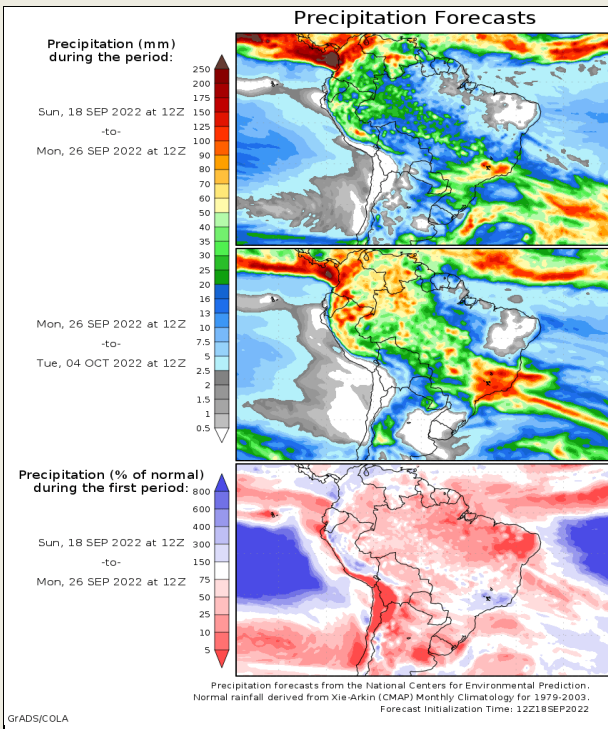 Precipitation Forecasts
Precipitation (mm)
during the period:
Sun, 18 SEP 2022 at 12Z
-to-
Mon, 26 SEP 2022 at 12Z
250
200
175
150
125
100
90
80
70
60
50
40
35
30
25
20
16
13
10
7.5
5
2.5
2
1.5
1
0.5
Mon, 26 SEP 2022 at 12Z
-to-
Tue, 04 OCT 2022 at 12Z
Precipitation (% of normal)
during the first period:
Sun, 18 SEP 2022 at 12Z
-to-
Mon, 26 SEP 2022 at 12Z
800
600
400
300
150
75
50
25
10
5
Precipitation forecasts from the National Centers for Environmental Prediction.
Normal rainfall derived from Xie-Arkin (CMAP) Monthly Climatology for 1979-2003.
Forecast Initialization Time: 12Z18SEP2022
GrADS/COLA